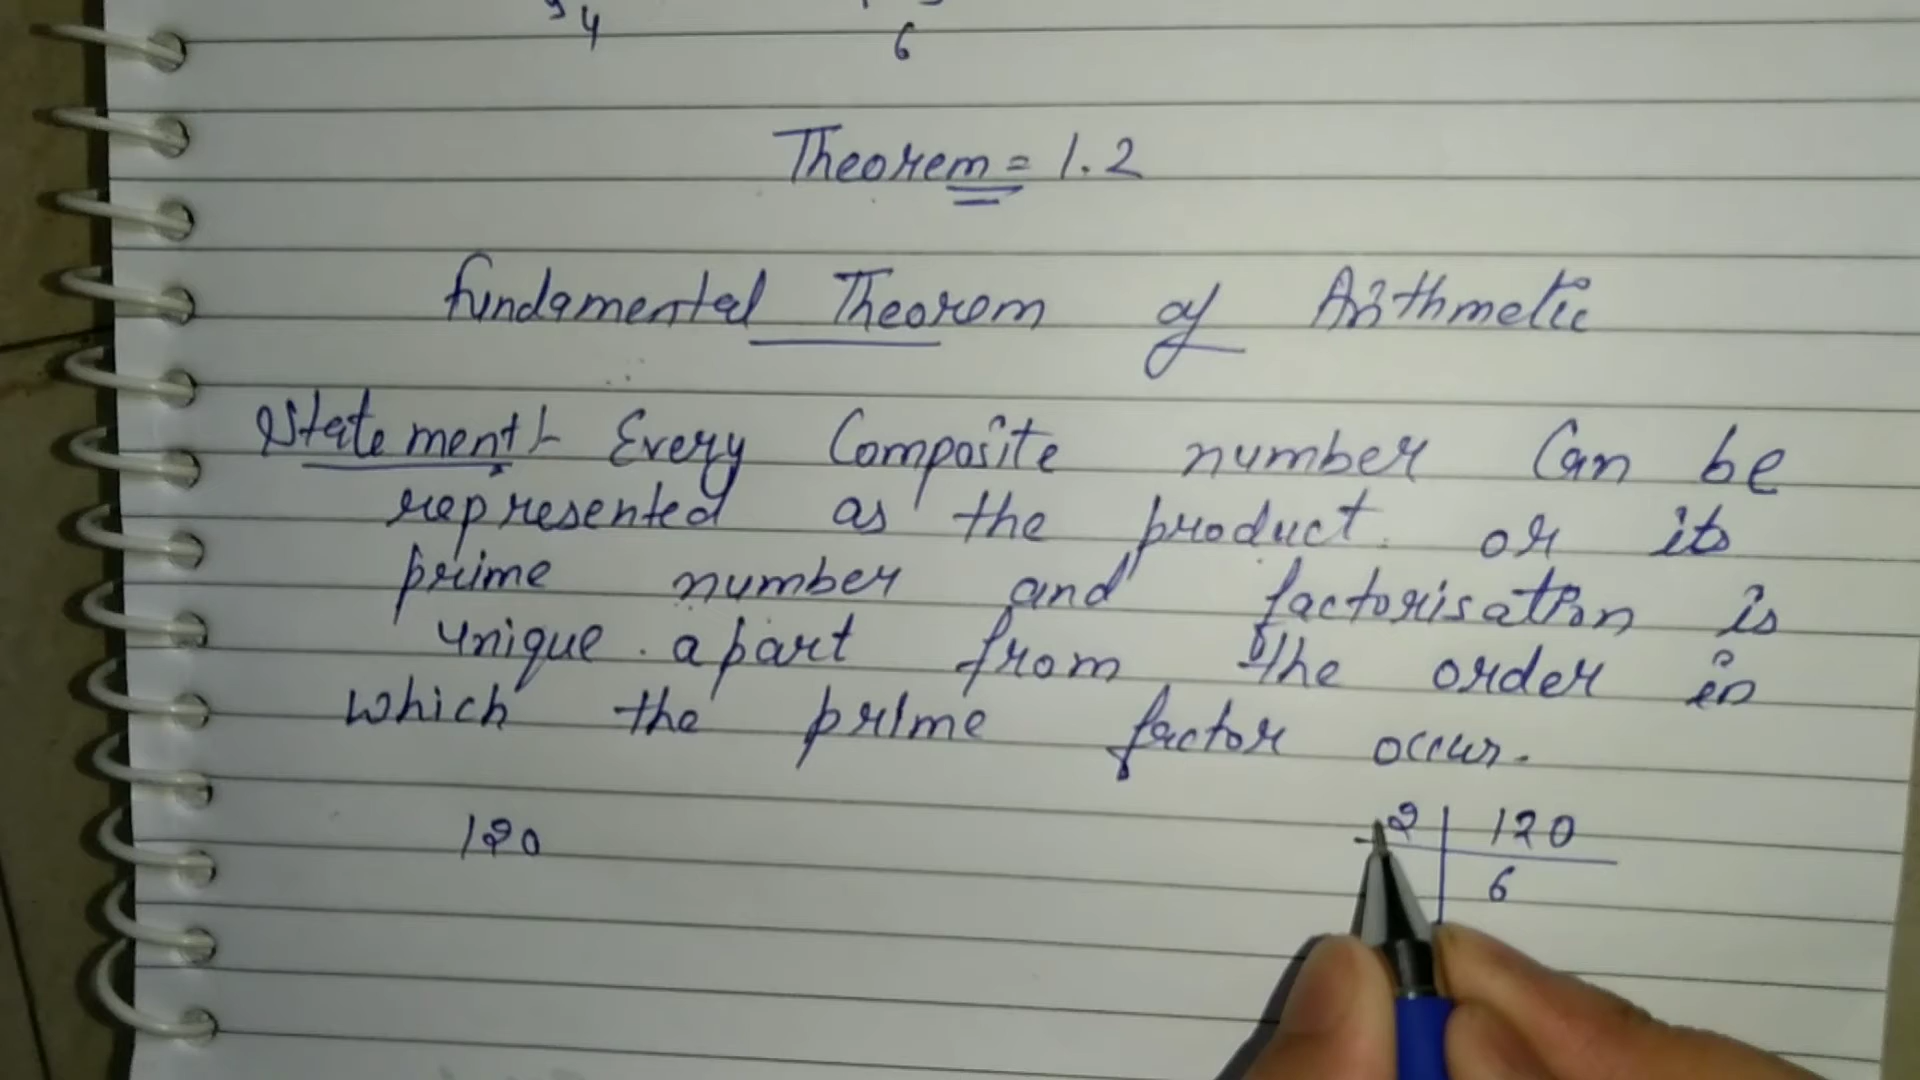 4 6
Theorem = 1.2
fundamental Theorem of Arithmetic
Statement :- Every Composite number Can be
represented as the product or its
prime number and factorisation is
unique. apart from the order in
which the prime factor occur.
120 2 120
6